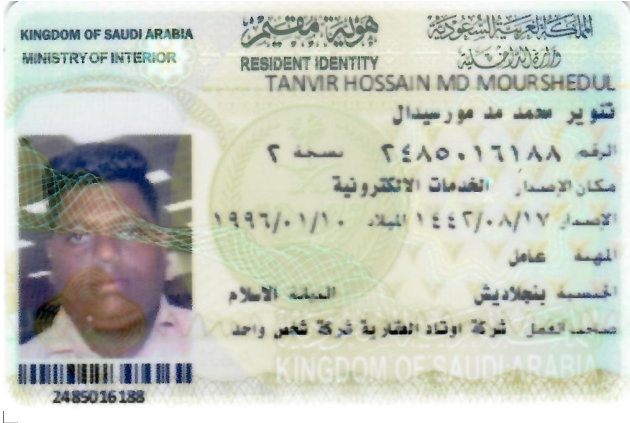 KINGDOM OF SAUDI ARABIA
MINISTRY OF INTERIOR
هوية مقيم
RESIDENT IDENTITY
المملكة العربية السعودية
وزارة الداخلية
TANVIR HOSSAIN MD MOURSHEDUL
تنوير محمد مد مورسيدال
الرقم ٢٤٨٥٠١٦١٨٨ نسخة ٢
مكان الإصدار الخدمات الالكترونية
الإصدار ١٤٤٢/٠٨/١٧ الميلاد ١٩٩٦/٠١/١٠
المهنة عامل
الجنسية بنجلاديش الديانة الاسلام
صاحب العمل شركة اوتاد العقارية شركة شخص واحد
KINGDOM OF SAUDI ARABIA
2485016188